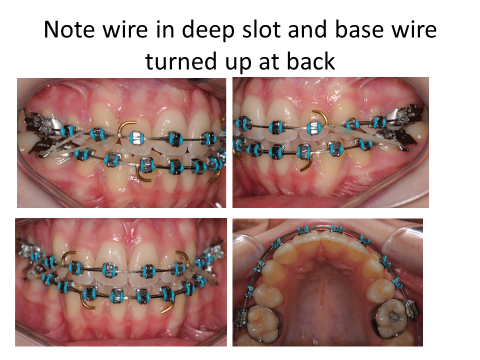 Note wire in deep slot and base wire
turned up at back